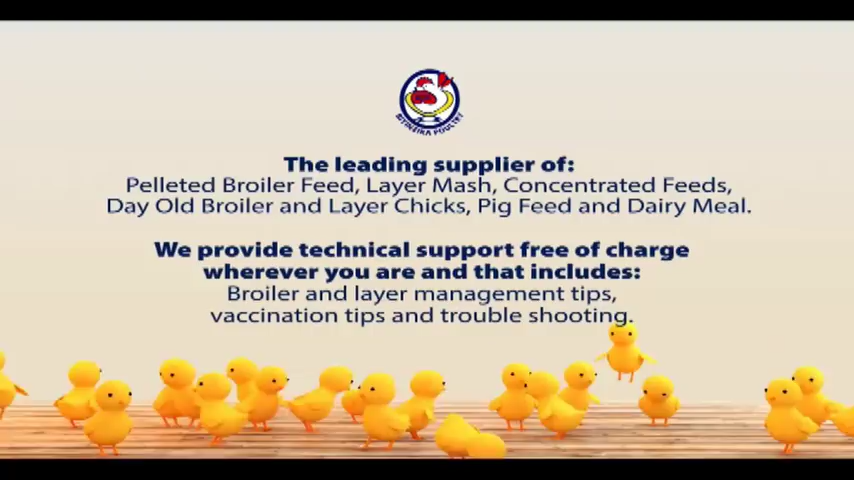 The leading supplier of:
Pelleted Broiler Feed, Layer Mash, Concentrated Feeds,
Day Old Broiler and Layer Chicks, Pig Feed and Dairy Meal.
We provide technical support free of charge
wherever you are and that includes:
Broiler and layer management tips,
vaccination tips and trouble shooting.